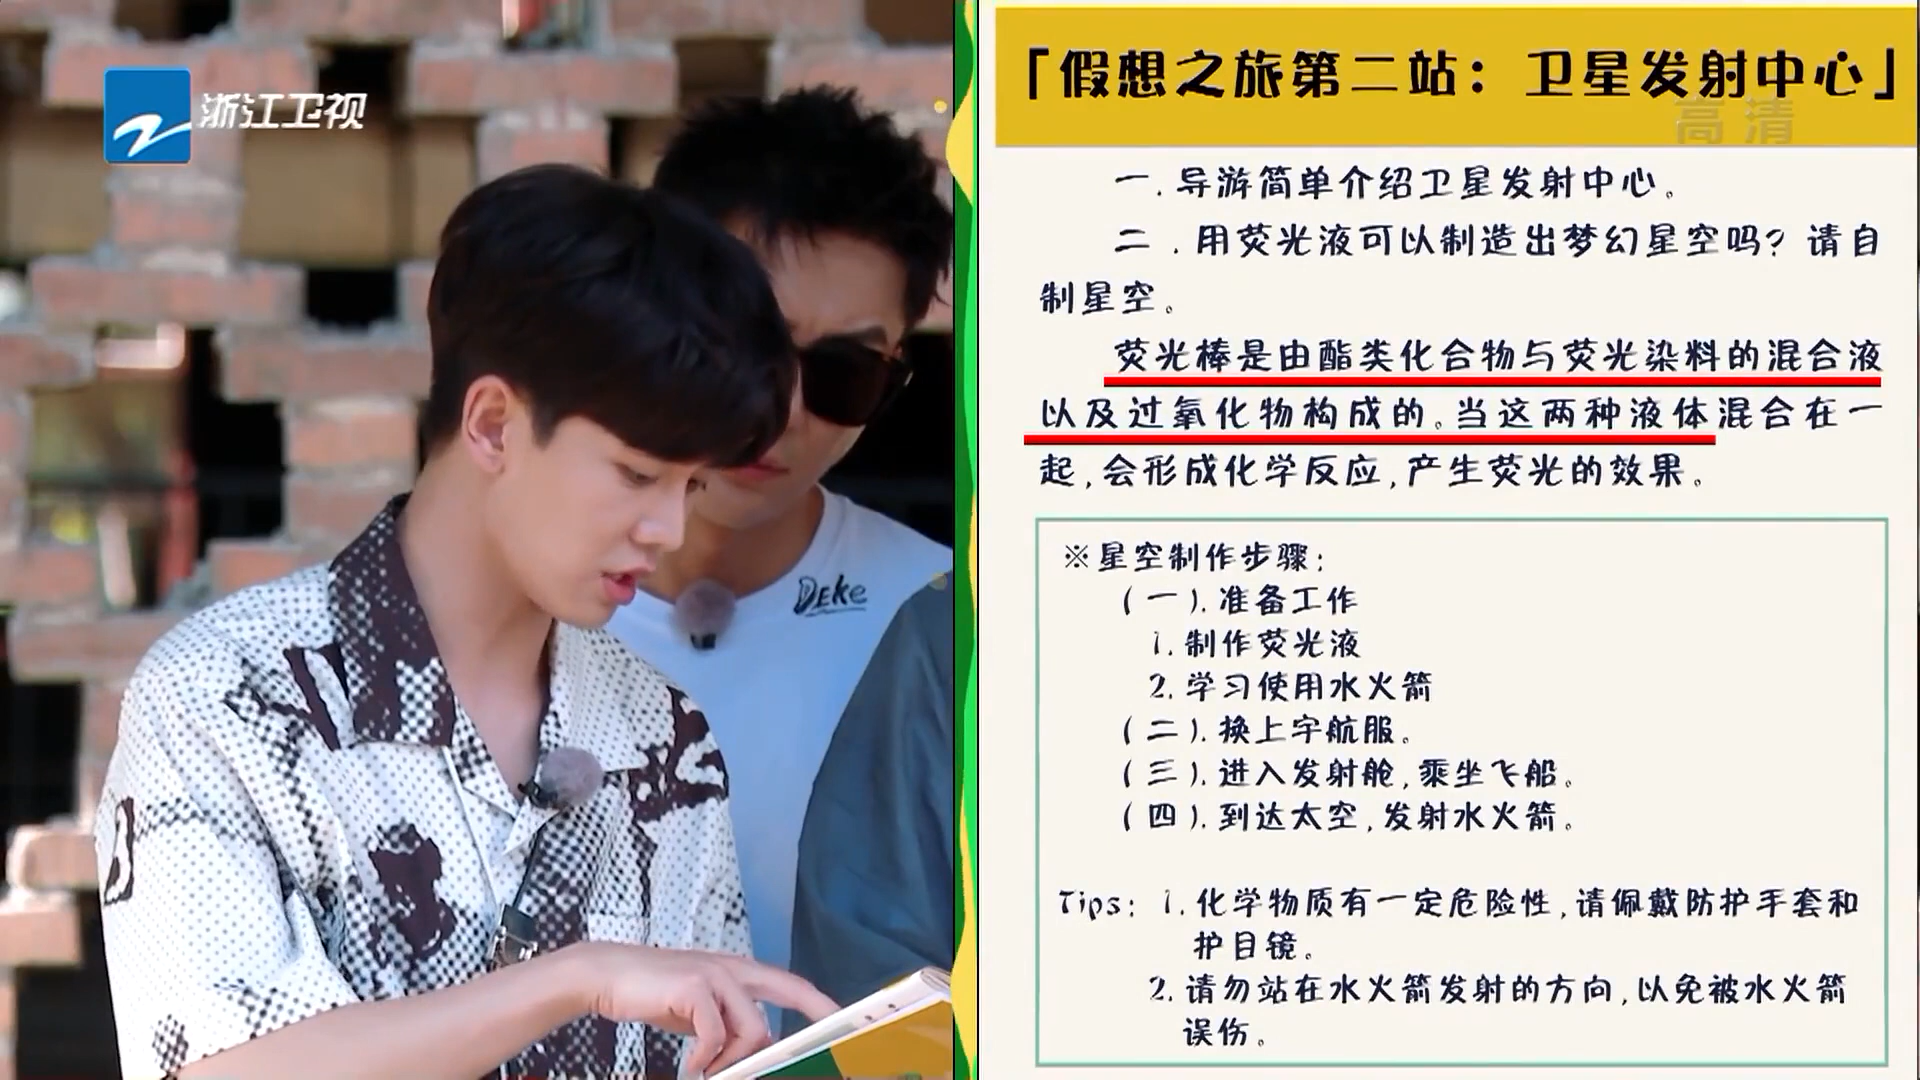 浙江卫视
「假想之旅第二站：卫星发射中心」
高清
一.导游简单介绍卫星发射中心。
二.用荧光液可以制造出梦幻星空吗？请自
制星空。
荧光棒是由酯类化合物与荧光染料的混合液
以及过氧化物构成的。当这两种液体混合在一
起,会形成化学反应,产生荧光的效果。
※星空制作步骤：
(一).准备工作
1.制作荧光液
2.学习使用水火箭
(二).换上宇航服。
(三).进入发射舱,乘坐飞船。
(四).到达太空,发射水火箭。
Tips：1.化学物质有一定危险性,请佩戴防护手套和
护目镜。
2.请勿站在水火箭发射的方向,以免被水火箭
误伤。
DEKe